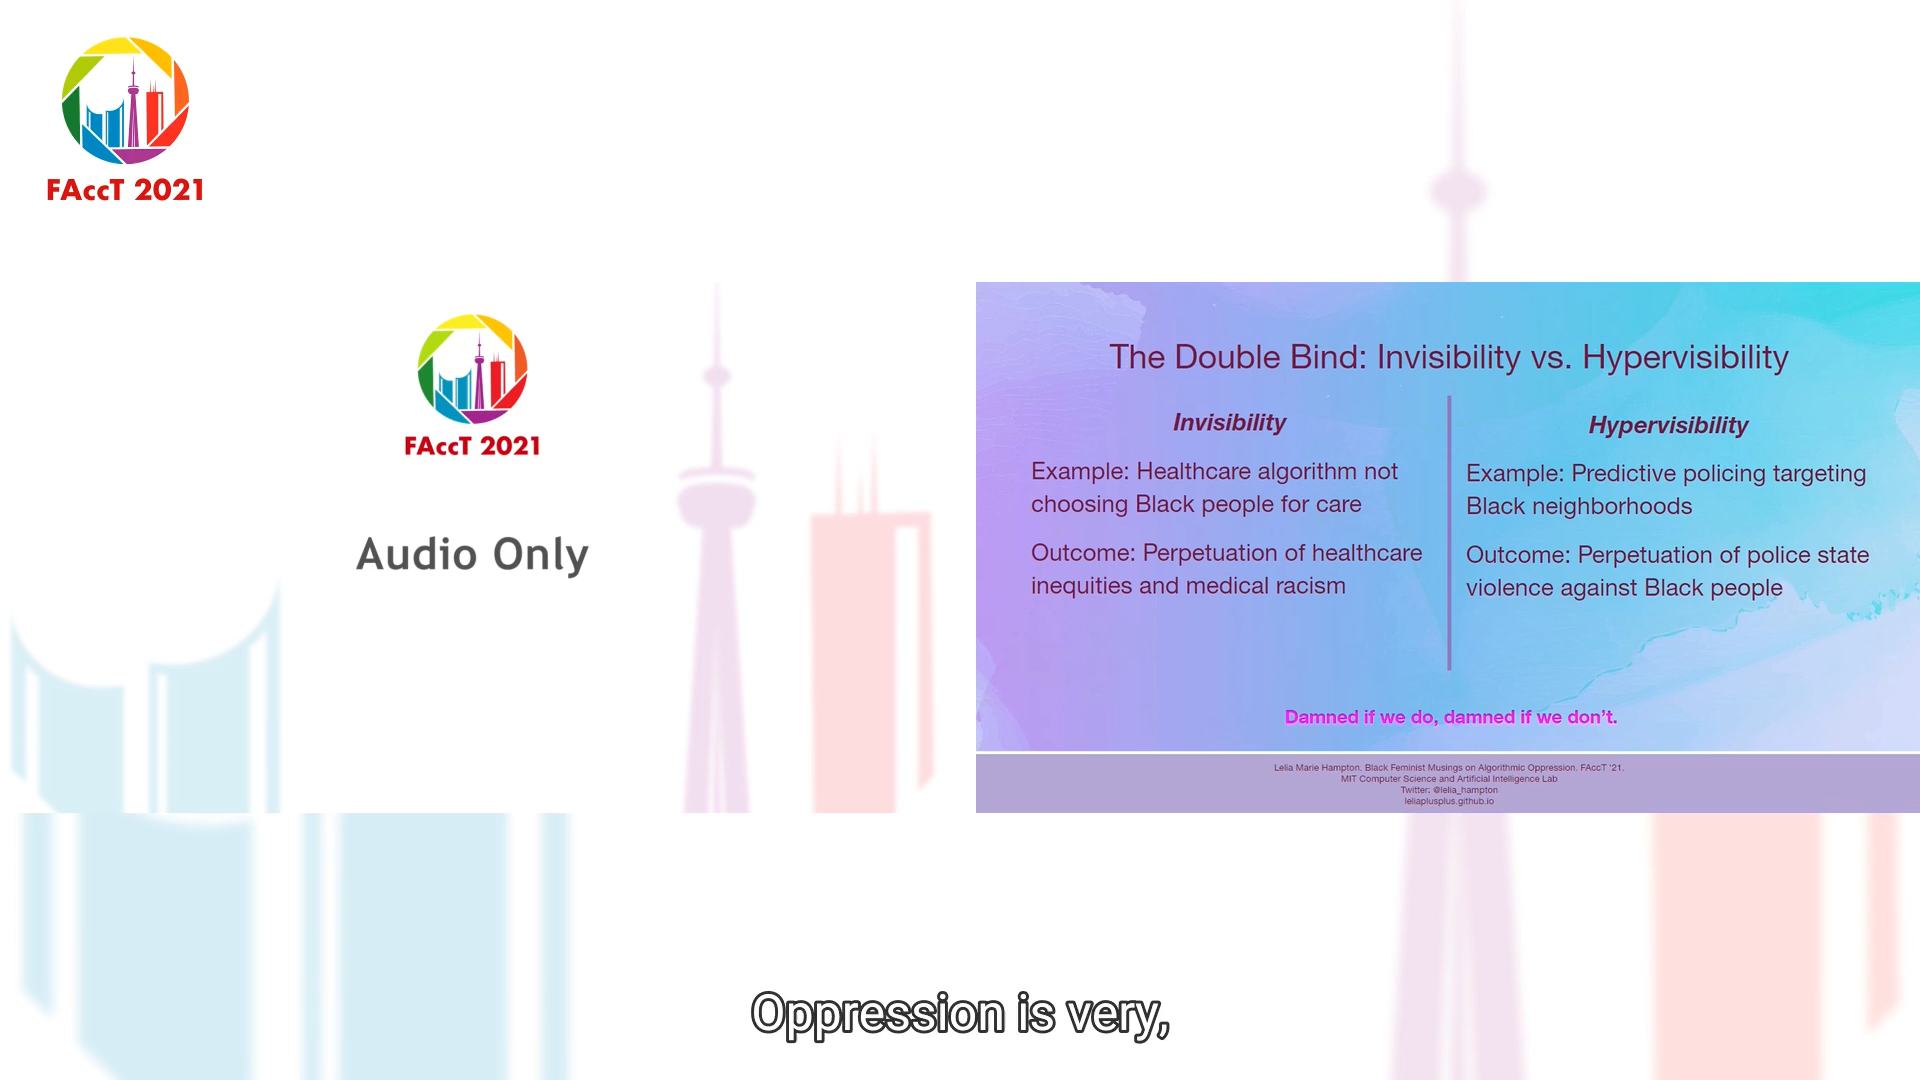 FAccT 2021
FAccT 2021
Audio Only
The Double Bind: Invisibility vs. Hypervisibility
Invisibility
Example: Healthcare algorithm not
choosing Black people for care
Outcome: Perpetuation of healthcare
inequities and medical racism
Hypervisibility
Example: Predictive policing targeting
Black neighborhoods
Outcome: Perpetuation of police state
violence against Black people
Damned if we do, damned if we don't.
Lelia Marie Hampton. Black Feminist Musings on Algorithmic Oppression. FAccT '21.
MIT Computer Science and Artificial Intelligence Lab
Twitter: @lelia_hampton
leliaplusplus.github.io
Oppression is very,